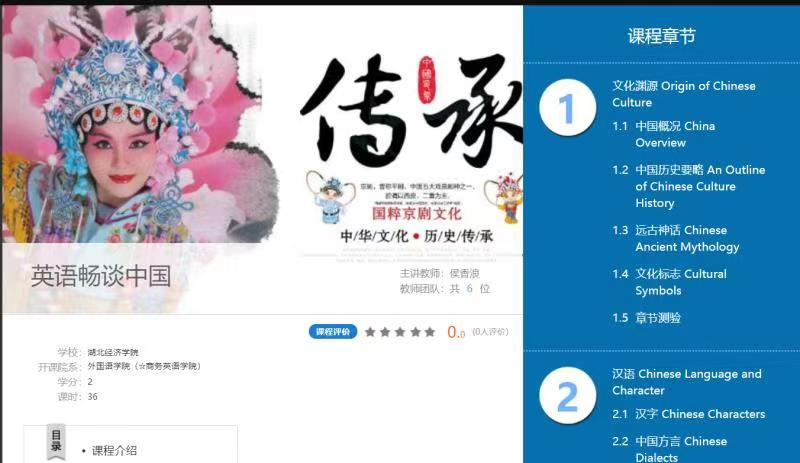 传承
中國意象
京剧，曾称平剧，中国五大戏曲剧种之一，
腔调以西皮、二黄为主，
国粹京剧文化
中/华/文/化•历/史/传/承
英语畅谈中国
主讲教师：侯香浪
教师团队：共 6 位
课程评价
0.0
(0人评价)
学校：湖北经济学院
开课院系：外国语学院（☆商务英语学院）
学分：2
课时：36
目录
• 课程介绍
课程章节
1
文化渊源 Origin of Chinese
Culture
1.1 中国概况 China
Overview
1.2 中国历史要略 An Outline
of Chinese Culture
History
1.3 远古神话 Chinese
Ancient Mythology
1.4 文化标志 Cultural
Symbols
1.5 章节测验
2
汉语 Chinese Language and
Character
2.1 汉字 Chinese Characters
2.2 中国方言 Chinese
Dialects